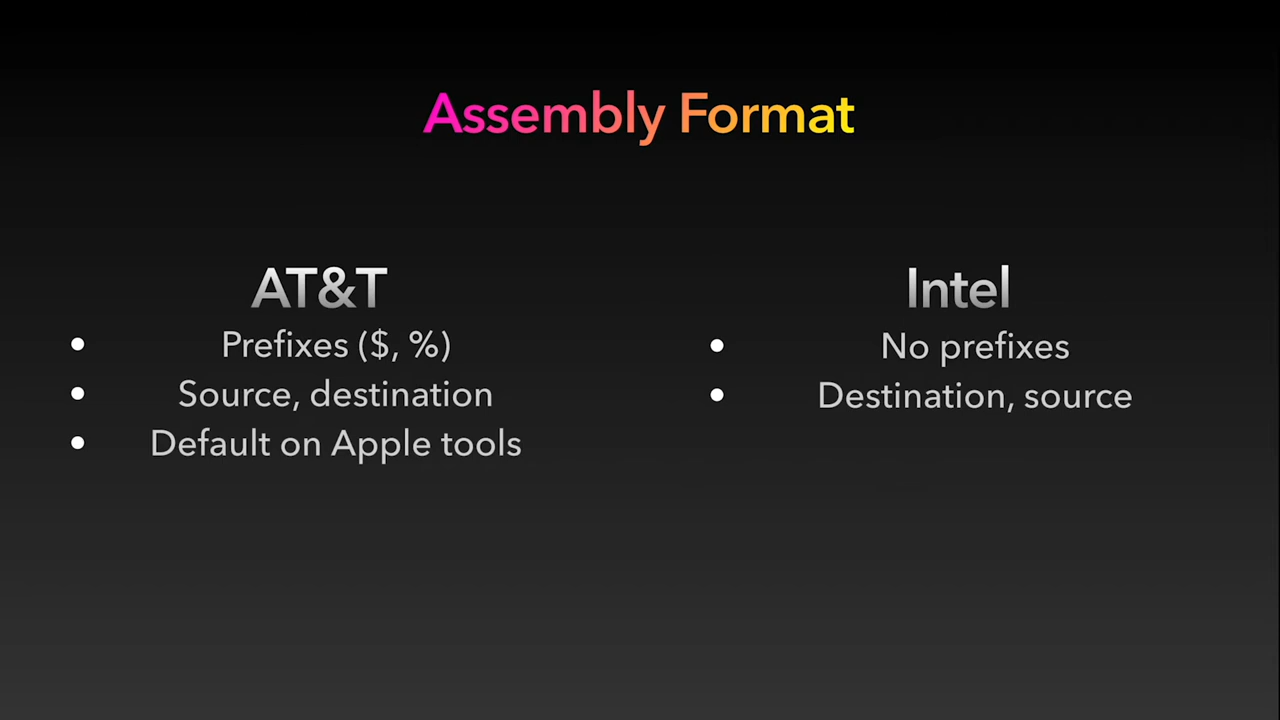 Assembly Format
AT&T
• Prefixes ($, %)
• Source, destination
• Default on Apple tools
Intel
• No prefixes
• Destination, source